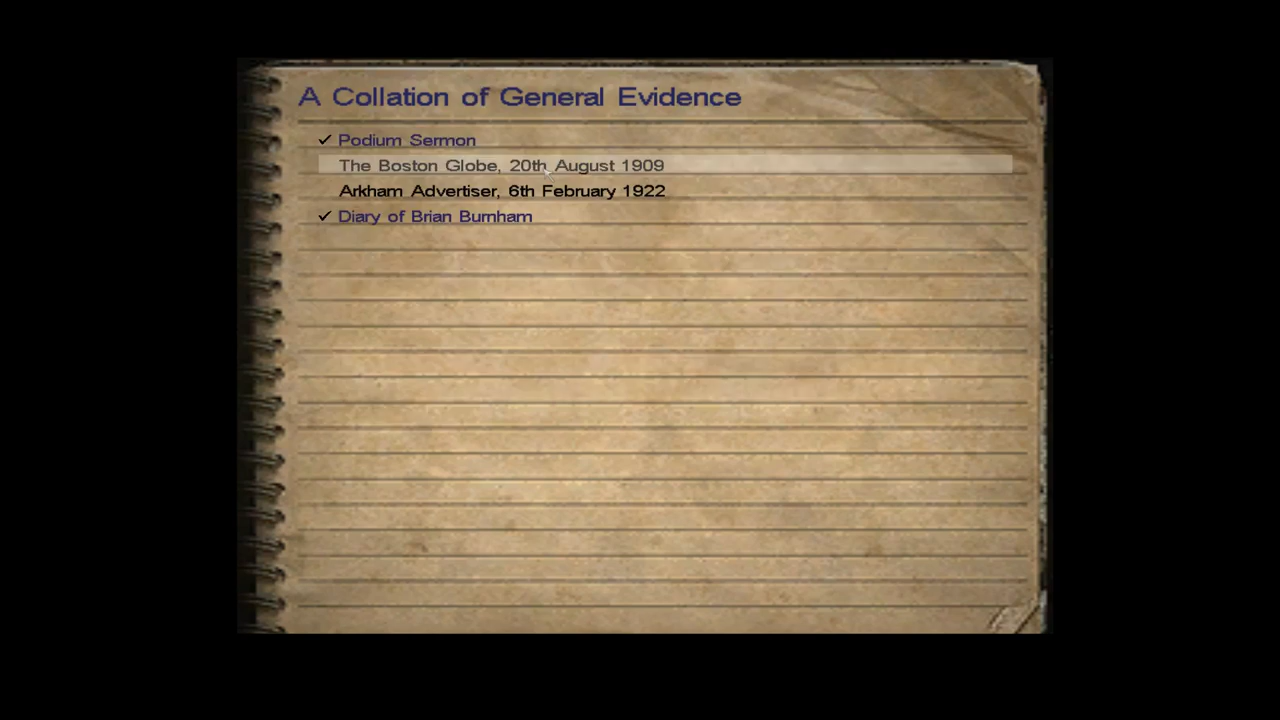 A Collation of General Evidence
✓ Podium Sermon
The Boston Globe, 20th August 1909
Arkham Advertiser, 6th February 1922
✓ Diary of Brian Burnham